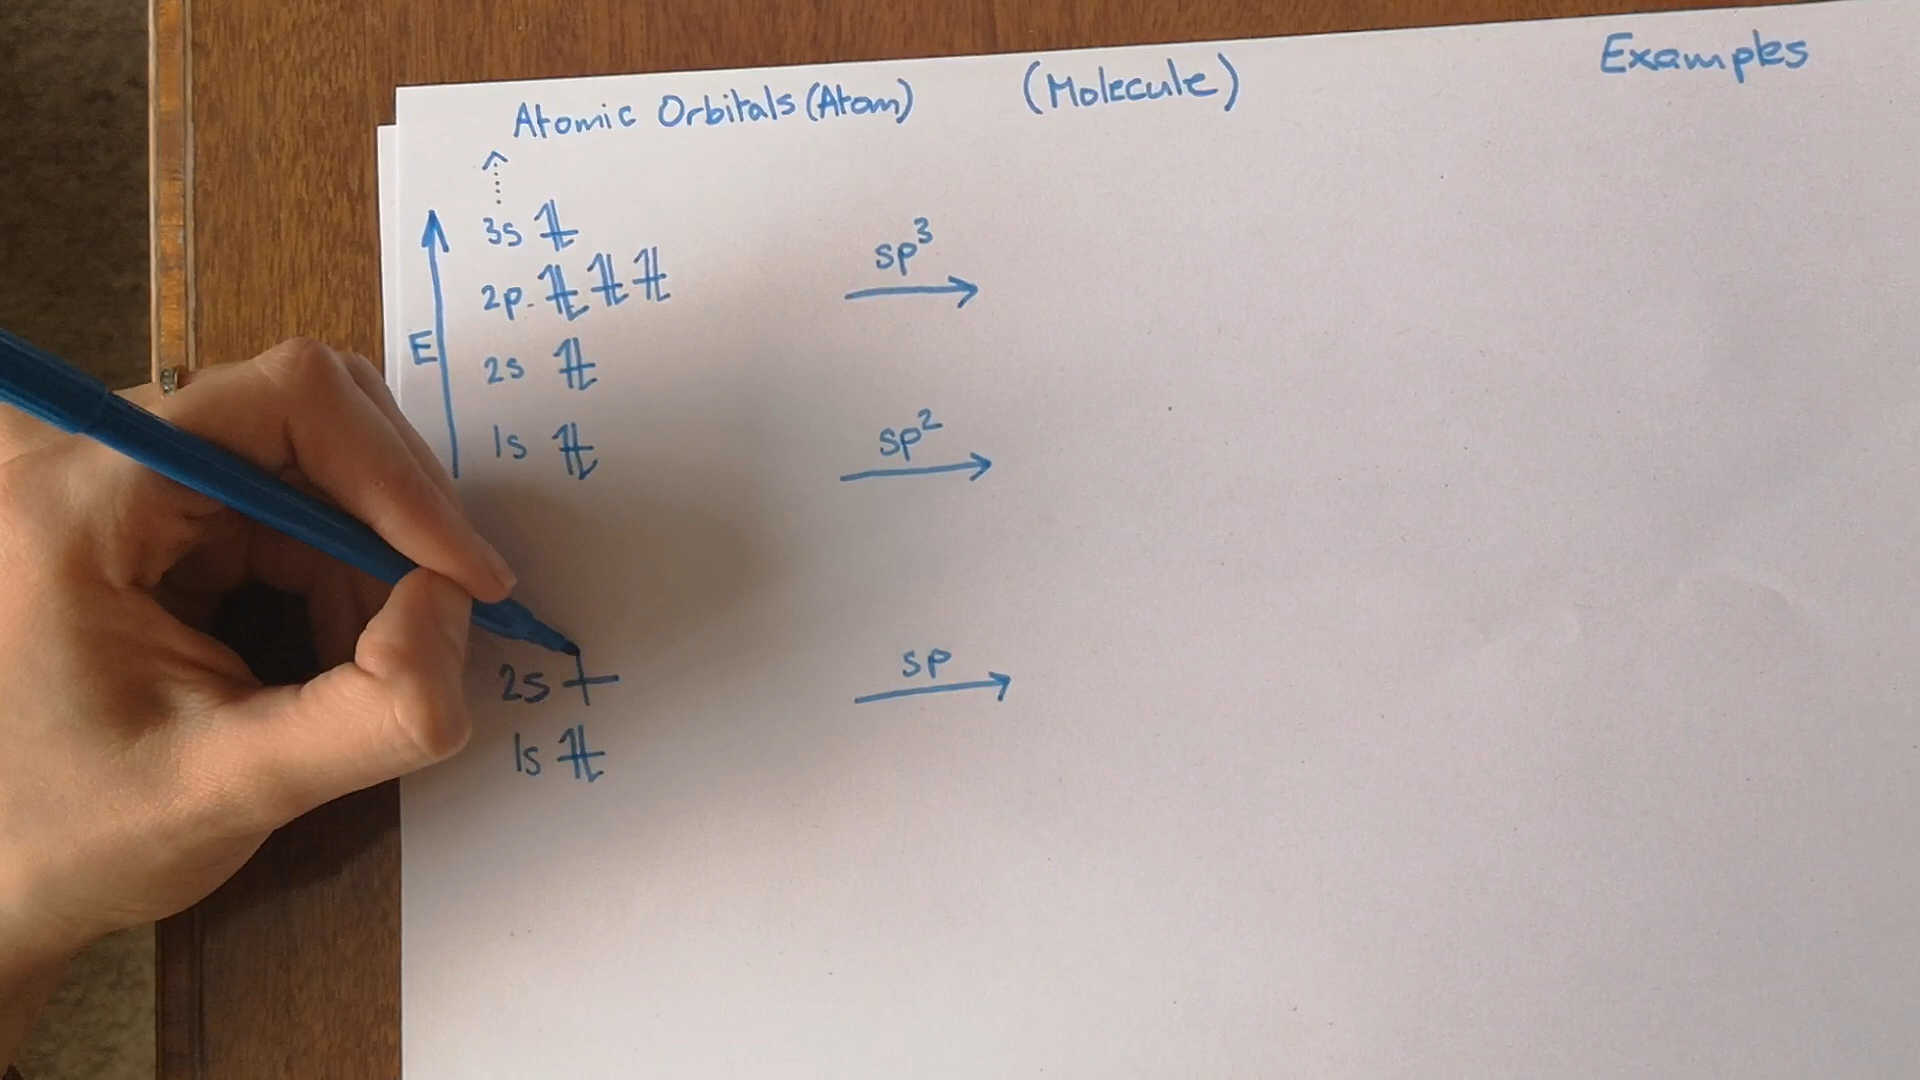 Atomic Orbitals (Atom) (Molecule) Examples
3s ⥮
2p ⥮ ⥮ ⥮
sp³
E
2s ⥮
1s ⥮
sp²
2s
sp
1s ⥮